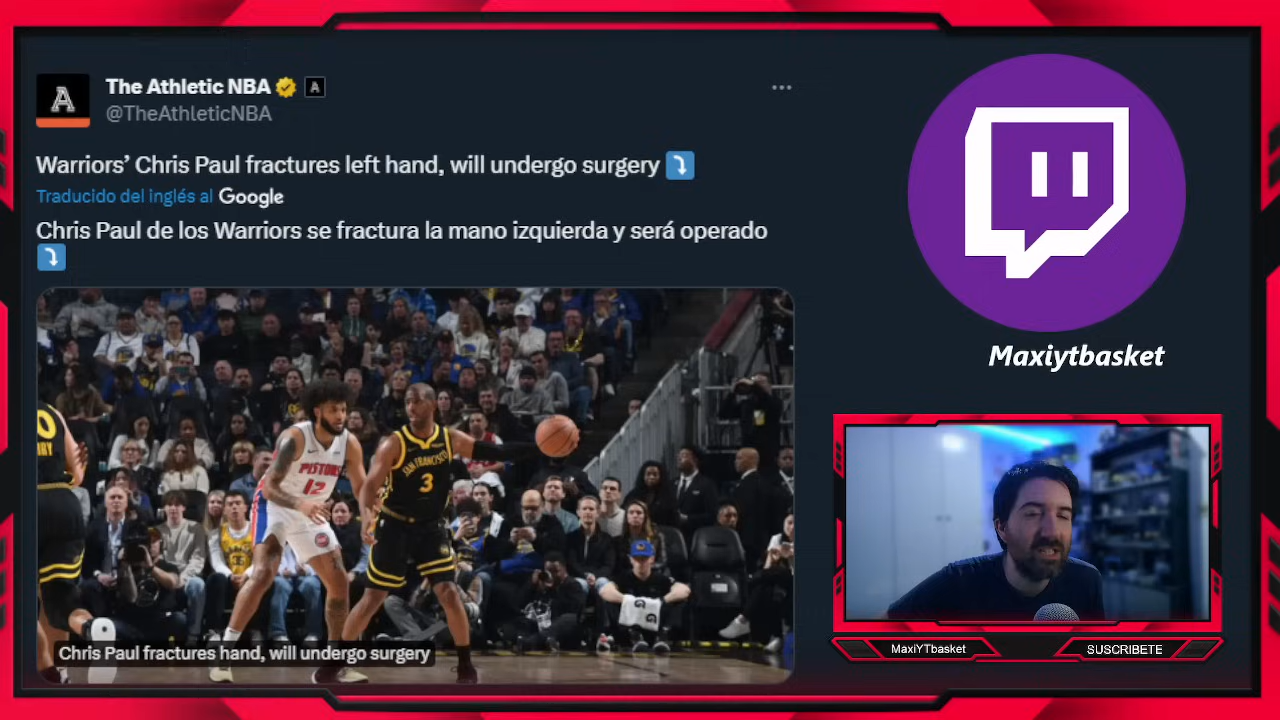 The Athletic NBA
A
A
@TheAthleticNBA
Warriors’ Chris Paul fractures left hand, will undergo surgery ⤵️
Traducido del inglés al Google
Chris Paul de los Warriors se fractura la mano izquierda y será operado
⤵️
PISTONS
12
SAN FRANCISCO
3
Chris Paul fractures hand, will undergo surgery
Maxiytbasket
MaxiYTbasket
SUSCRIBETE